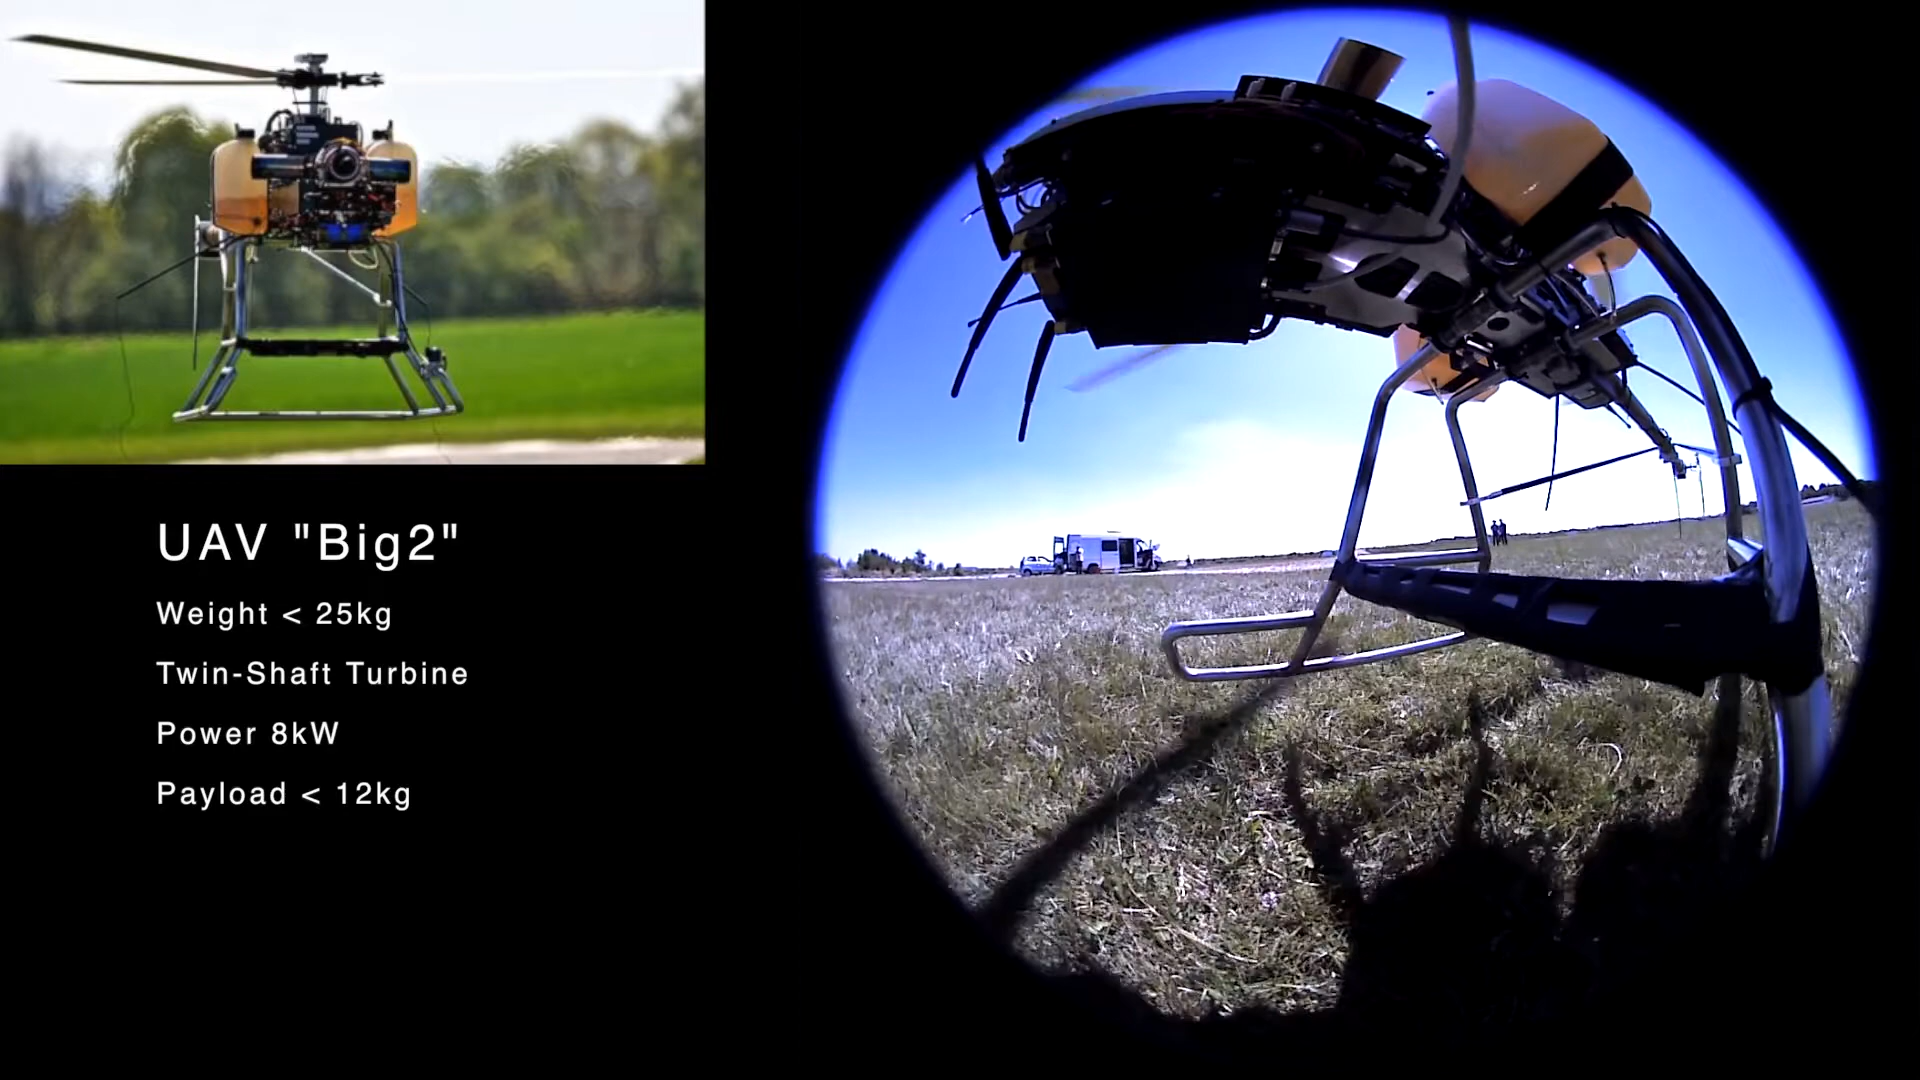 UAV "Big2"
Weight < 25kg
Twin-Shaft Turbine
Power 8kW
Payload < 12kg